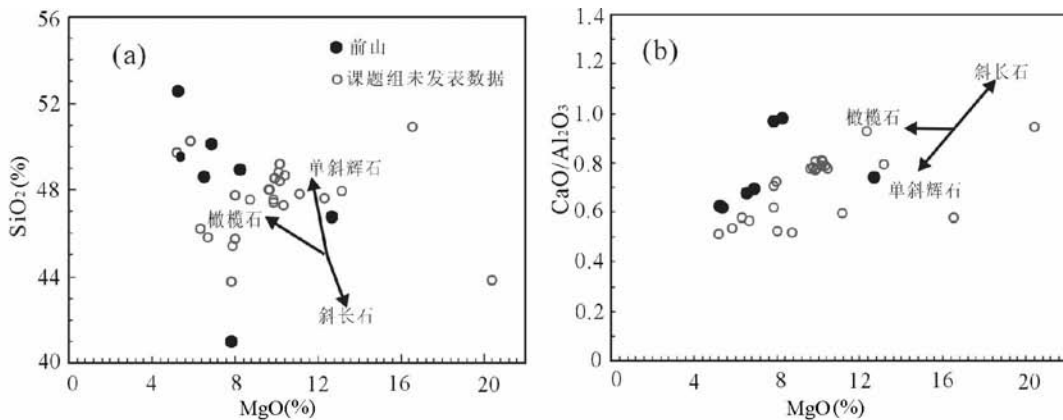 (a)
● 前山
○ 课题组未发表数据
单斜辉石
橄榄石
斜长石
SiO₂(%)
56
52
48
44
40
0 4 8 12 16 20
MgO(%)
(b)
斜长石
橄榄石
单斜辉石
CaO/Al₂O₃
1.4
1.2
1.0
0.8
0.6
0.4
0.2
0
0 4 8 12 16 20
MgO(%)